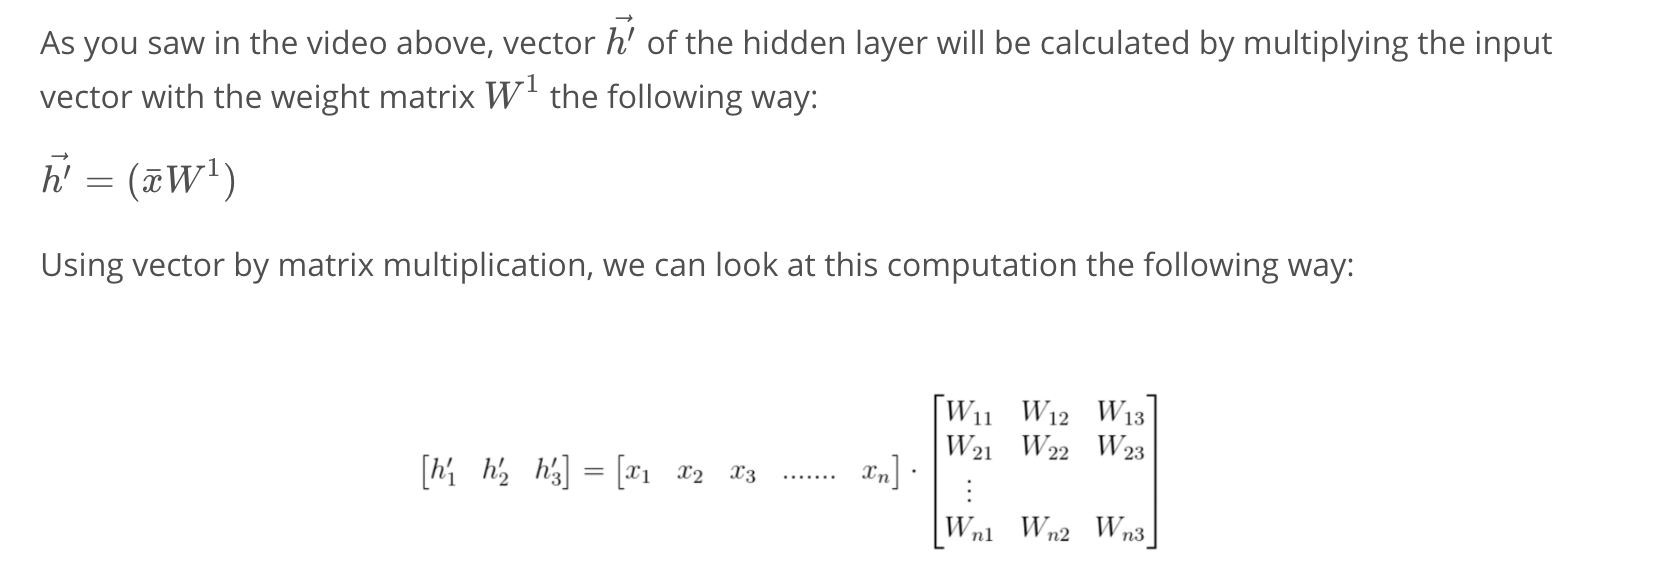 As you saw in the video above, vector $\vec{h'}$ of the hidden layer will be calculated by multiplying the input
vector with the weight matrix $W^1$ the following way:
$\vec{h'} = (\bar{x}W^1)$
Using vector by matrix multiplication, we can look at this computation the following way:
$\begin{bmatrix} h'_1 & h'_2 & h'_3 \end{bmatrix} = \begin{bmatrix} x_1 & x_2 & x_3 & ....... & x_n \end{bmatrix} \cdot \begin{bmatrix} W_{11} & W_{12} & W_{13} \\ W_{21} & W_{22} & W_{23} \\ \vdots \\ W_{n1} & W_{n2} & W_{n3} \end{bmatrix}$